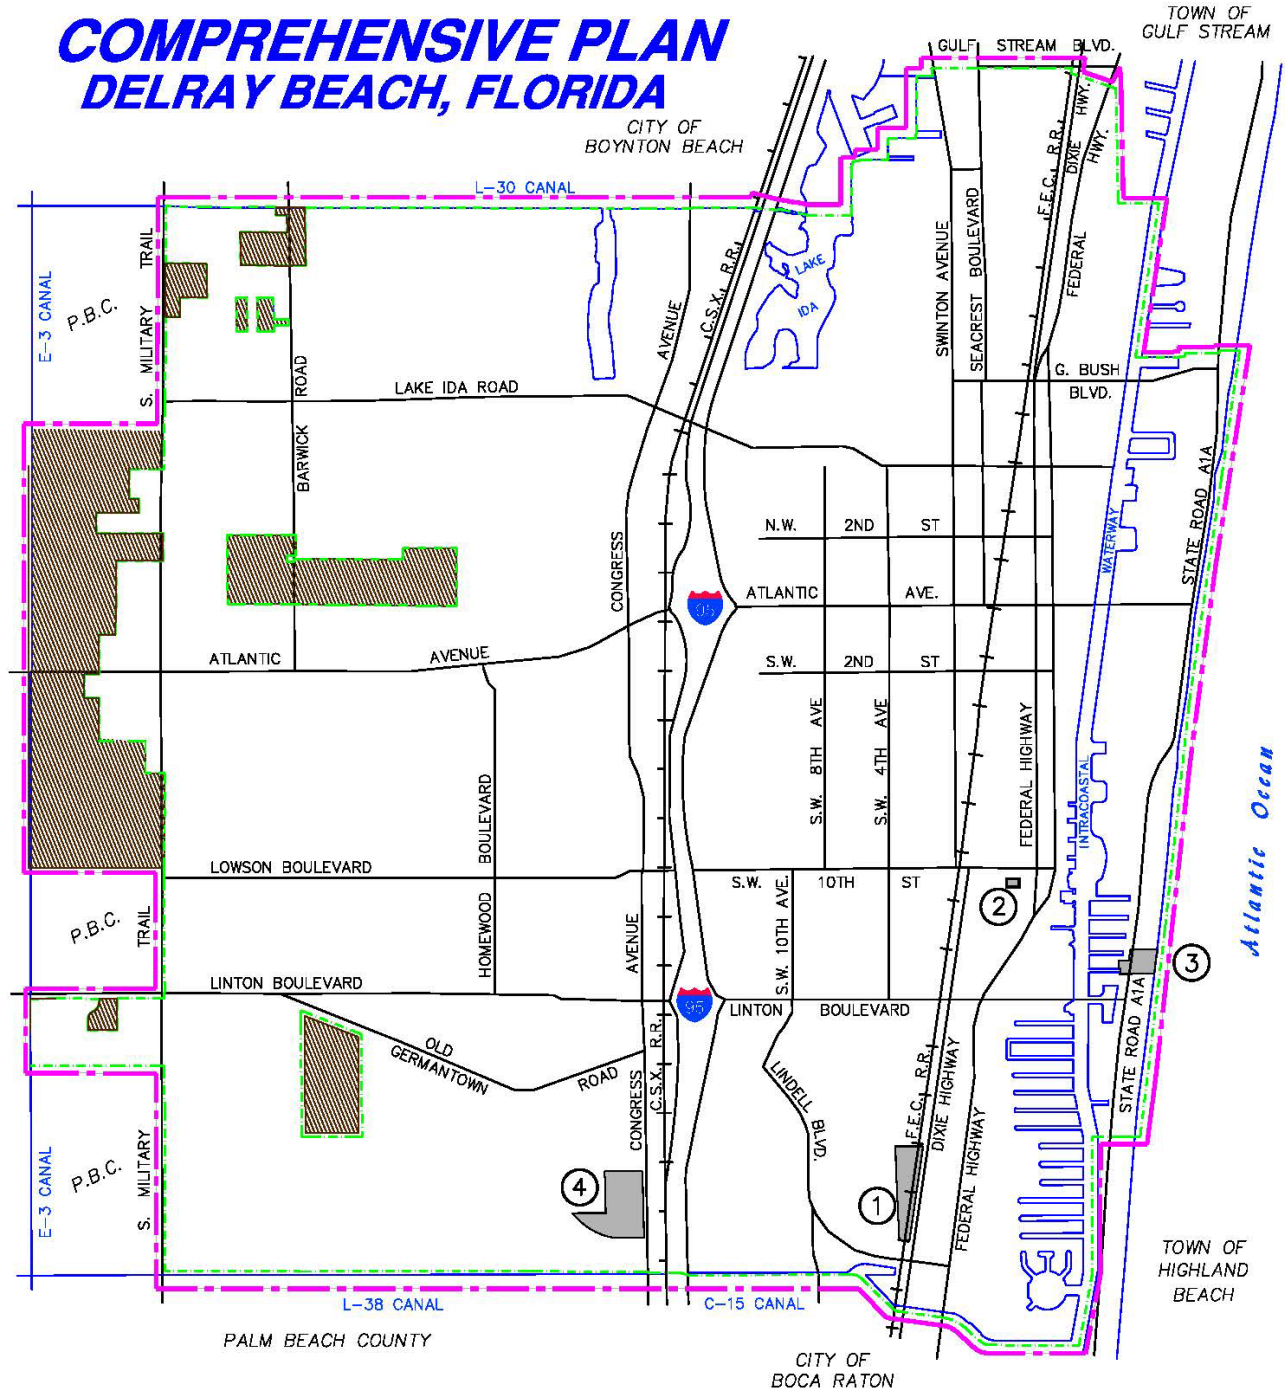 COMPREHENSIVE PLAN
DELRAY BEACH, FLORIDA
TOWN OF
GULF STREAM
GULF STREAM BLVD.
CITY OF
BOYNTON BEACH
L-30 CANAL
F.E.C. R.R.
DIXIE HWY.
FEDERAL HWY.
SWINTON AVENUE
SEACREST BOULEVARD
C.S.X. R.R.
LAKE
IDA
E-3 CANAL
P.B.C.
S. MILITARY TRAIL
BARWICK ROAD
LAKE IDA ROAD
CONGRESS AVENUE
G. BUSH
BLVD.
STATE ROAD A1A
WATERWAY
N.W. 2ND ST
95
ATLANTIC AVE.
ATLANTIC AVENUE
S.W. 2ND ST
S.W. 8TH AVE
S.W. 4TH AVE
FEDERAL HIGHWAY
INTRACOASTAL
Atlantic Ocean
HOMEWOOD BOULEVARD
LOWSON BOULEVARD
S.W. 10TH ST
S.W. 10TH AVE.
2
P.B.C.
TRAIL
AVENUE
3
LINTON BOULEVARD
95
LINTON BOULEVARD
STATE ROAD A1A
OLD
GERMANTOWN
ROAD
CONGRESS
C.S.X. R.R.
LINDELL BLVD.
F.E.C. R.R.
DIXIE HIGHWAY
FEDERAL HIGHWAY
E-3 CANAL
P.B.C.
S. MILITARY
4
1
TOWN OF
HIGHLAND
BEACH
L-38 CANAL
C-15 CANAL
PALM BEACH COUNTY
CITY OF
BOCA RATON